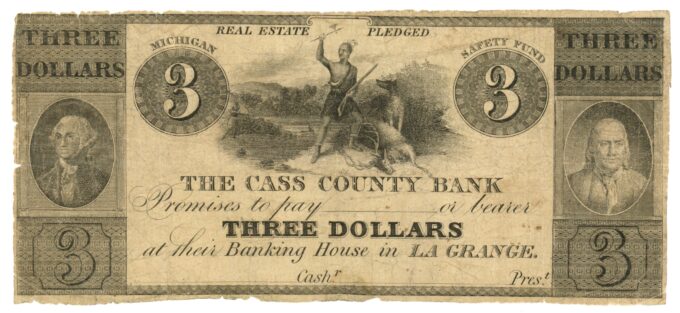 REAL ESTATE PLEDGED
THREE DOLLARS
MICHIGAN
SAFETY FUND
THREE DOLLARS
3
3
THE CASS COUNTY BANK
Promises to pay or bearer
THREE DOLLARS
at their Banking House in LA GRANGE.
3
3
Cash.r Pres.t